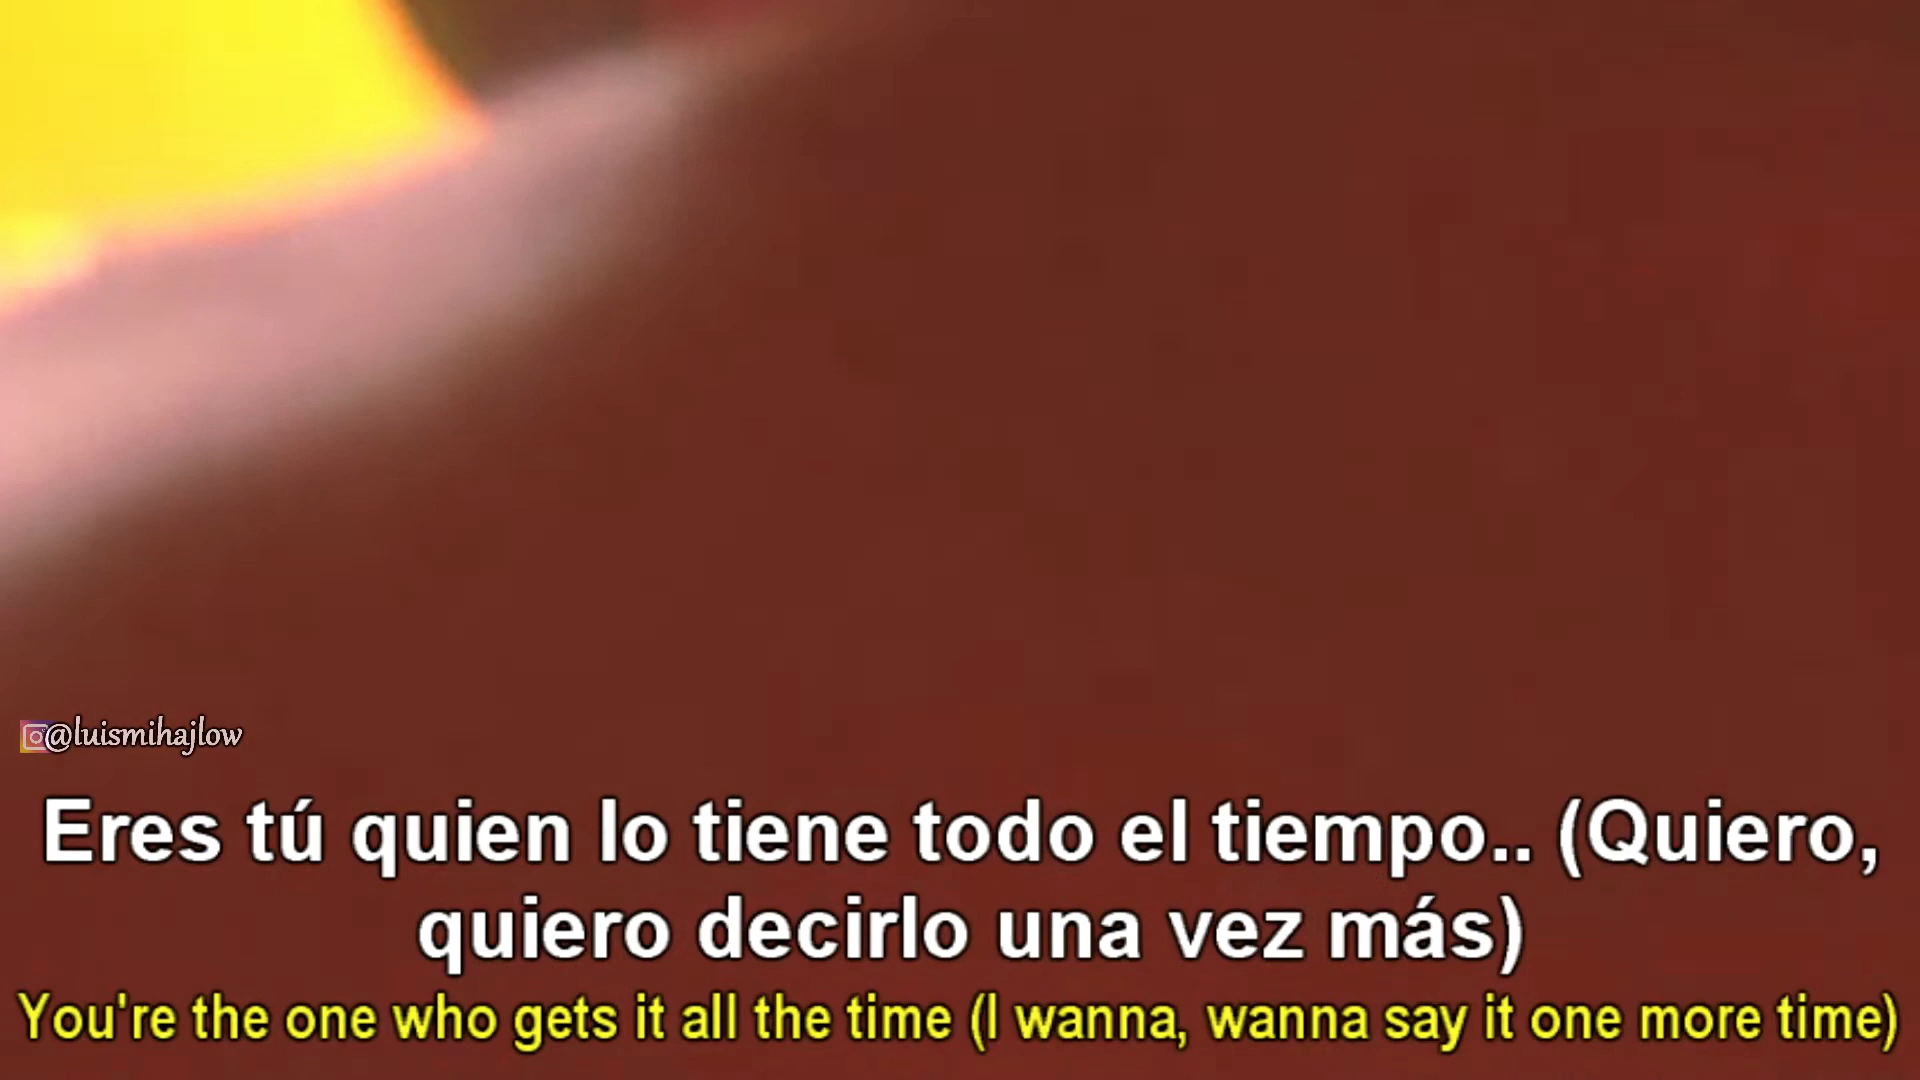 @luismihajlow
Eres tú quien lo tiene todo el tiempo.. (Quiero,
quiero decirlo una vez más)
You're the one who gets it all the time (I wanna, wanna say it one more time)